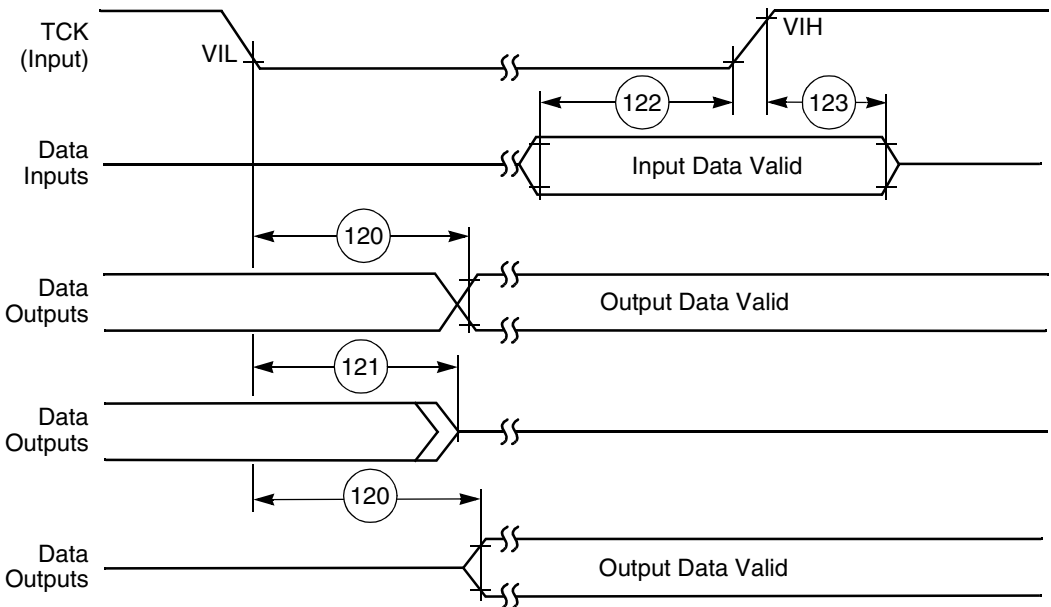 TCK
(Input)
VIL
VIH
122
123
Data
Inputs
Input Data Valid
120
Data
Outputs
Output Data Valid
121
Data
Outputs
120
Data
Outputs
Output Data Valid